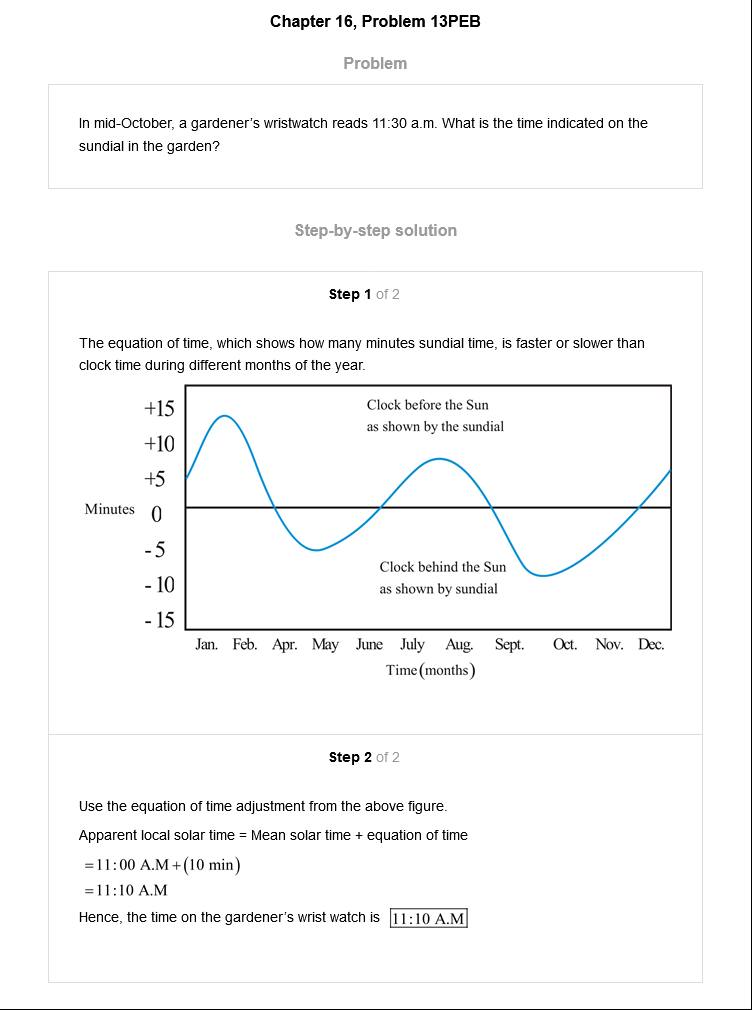 Chapter 16, Problem 13PEB
Problem
In mid-October, a gardener's wristwatch reads 11:30 a.m. What is the time indicated on the
sundial in the garden?
Step-by-step solution
Step 1 of 2
The equation of time, which shows how many minutes sundial time, is faster or slower than
clock time during different months of the year.
+15
+10
+5
Minutes 0
- 5
- 10
- 15
Clock before the Sun
as shown by the sundial
Clock behind the Sun
as shown by sundial
Jan. Feb. Apr. May June July Aug. Sept. Oct. Nov. Dec.
Time(months)
Step 2 of 2
Use the equation of time adjustment from the above figure.
Apparent local solar time = Mean solar time + equation of time
=11:00 A.M+(10 min)
=11:10 A.M
Hence, the time on the gardener's wrist watch is 11:10 A.M